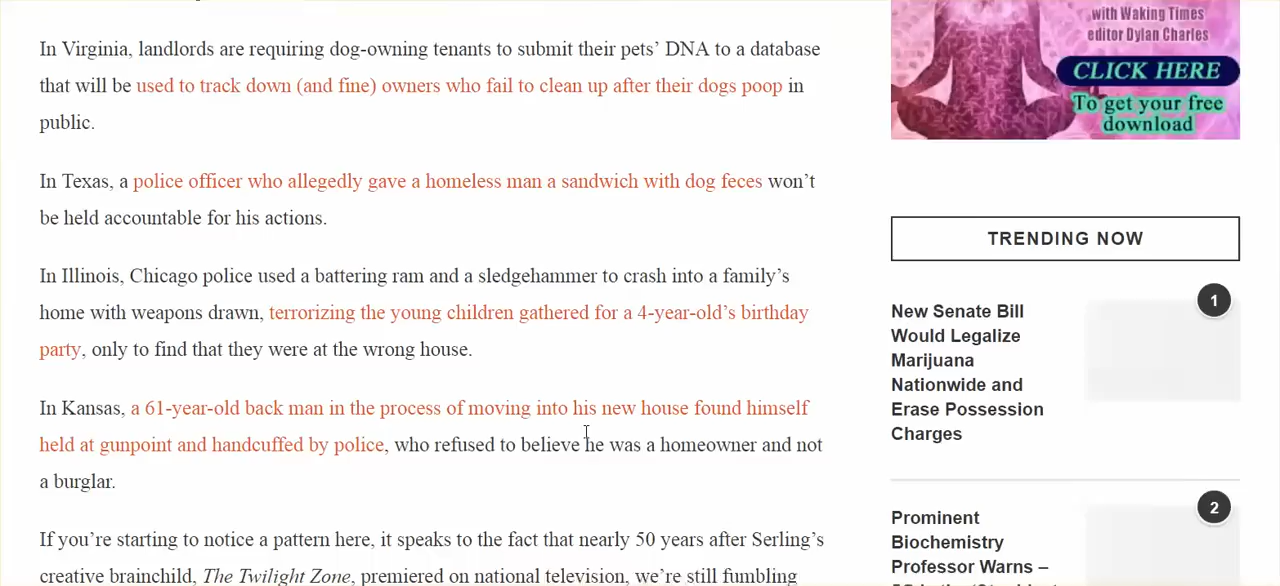 In Virginia, landlords are requiring dog-owning tenants to submit their pets’ DNA to a database
that will be used to track down (and fine) owners who fail to clean up after their dogs poop in
public.
In Texas, a police officer who allegedly gave a homeless man a sandwich with dog feces won’t
be held accountable for his actions.
In Illinois, Chicago police used a battering ram and a sledgehammer to crash into a family’s
home with weapons drawn, terrorizing the young children gathered for a 4-year-old’s birthday
party, only to find that they were at the wrong house.
In Kansas, a 61-year-old back man in the process of moving into his new house found himself
held at gunpoint and handcuffed by police, who refused to believe he was a homeowner and not
a burglar.
If you’re starting to notice a pattern here, it speaks to the fact that nearly 50 years after Serling’s
creative brainchild, The Twilight Zone, premiered on national television, we’re still fumbling
with Waking Times
editor Dylan Charles
CLICK HERE
To get your free
download
TRENDING NOW
1
New Senate Bill
Would Legalize
Marijuana
Nationwide and
Erase Possession
Charges
2
Prominent
Biochemistry
Professor Warns –